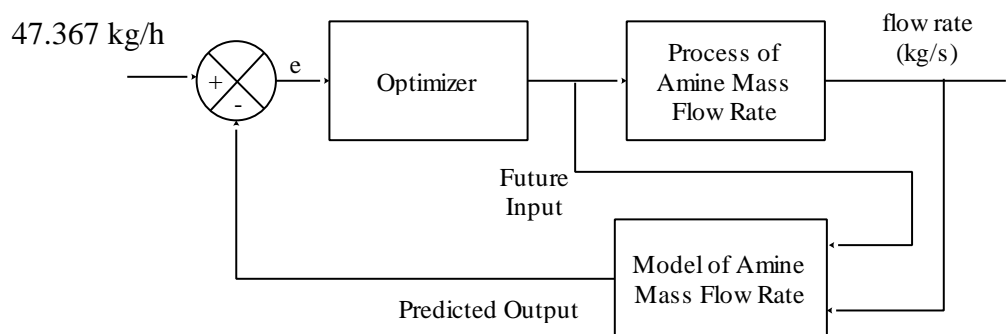 47.367 kg/h
+
-
e
Optimizer
Process of
Amine Mass
Flow Rate
flow rate
(kg/s)
Future
Input
Model of Amine
Mass Flow Rate
Predicted Output